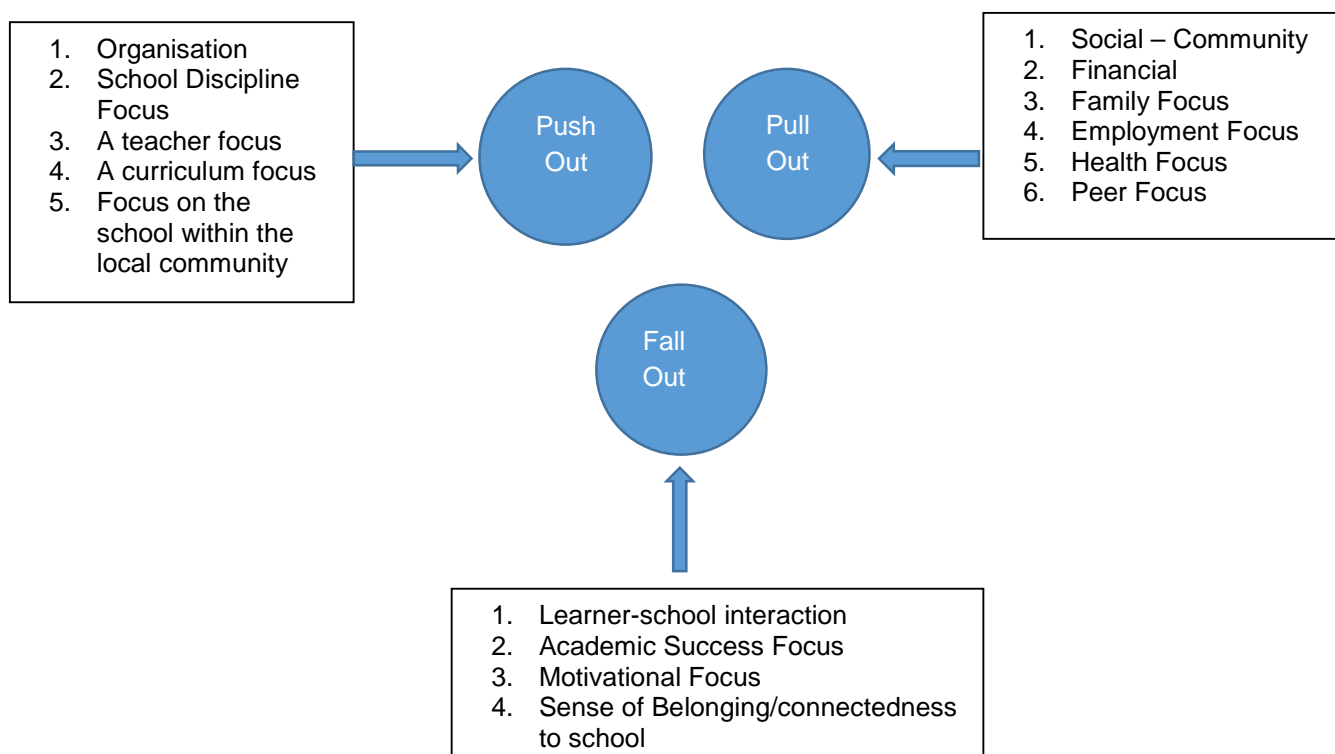 1. Organisation
2. School Discipline
Focus
3. A teacher focus
4. A curriculum focus
5. Focus on the
school within the
local community
Push
Out
Pull
Out
1. Social – Community
2. Financial
3. Family Focus
4. Employment Focus
5. Health Focus
6. Peer Focus
Fall
Out
1. Learner-school interaction
2. Academic Success Focus
3. Motivational Focus
4. Sense of Belonging/connectedness
to school